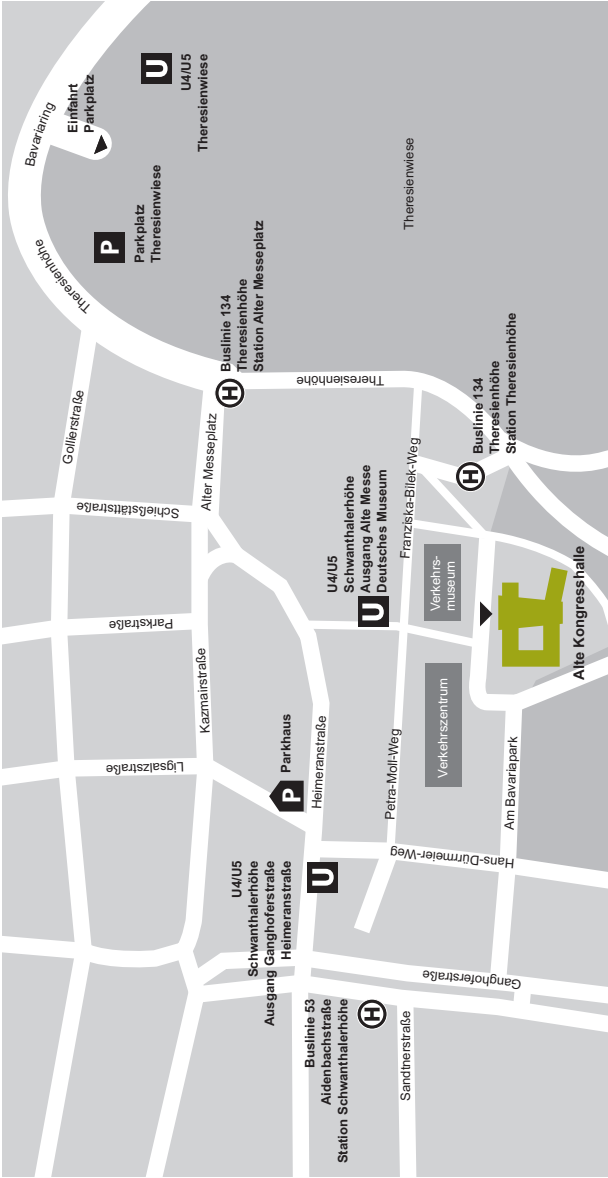 Bavariaring
Einfahrt
Parkplatz
U
U4/U5
Theresienwiese
P
Parkplatz
Theresienwiese
Theresienwiese
Theresienhöhe
H
Buslinie 134
Theresienhöhe
Station Alter Messeplatz
Theresienhöhe
Gollierstraße
Alter Messeplatz
Schießstättstraße
H
Buslinie 134
Theresienhöhe
Station Theresienhöhe
Franziska-Bilek-Weg
U4/U5
Schwanthalerhöhe
Ausgang Alte Messe
Deutsches Museum
U
Verkehrs-
museum
Alte Kongresshalle
Parkstraße
Kazmairstraße
Ligsalzstraße
P
Parkhaus
Heimeranstraße
Petra-Moll-Weg
Verkehrszentrum
Am Bavariapark
Hans-Dürmeier-Weg
U4/U5
Schwanthalerhöhe
Ausgang Ganghoferstraße
Heimeranstraße
U
Ganghoferstraße
Buslinie 53
Aidenbachstraße
Station Schwanthalerhöhe
H
Sandtnerstraße